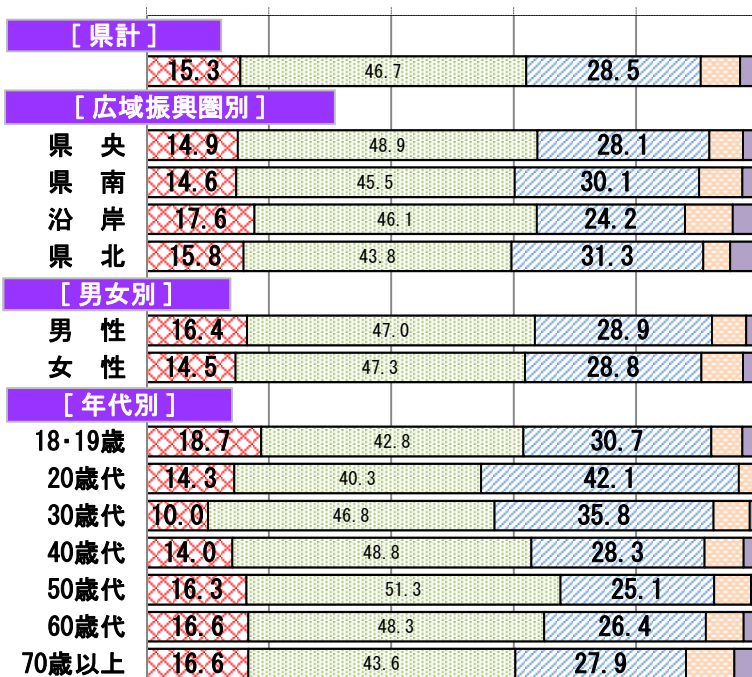 [ 県計 ]
15.3 46.7 28.5
[ 広域振興圏別 ]
県 央 14.9 48.9 28.1
県 南 14.6 45.5 30.1
沿 岸 17.6 46.1 24.2
県 北 15.8 43.8 31.3
[ 男女別 ]
男 性 16.4 47.0 28.9
女 性 14.5 47.3 28.8
[ 年代別 ]
18・19歳 18.7 42.8 30.7
20歳代 14.3 40.3 42.1
30歳代 10.0 46.8 35.8
40歳代 14.0 48.8 28.3
50歳代 16.3 51.3 25.1
60歳代 16.6 48.3 26.4
70歳以上 16.6 43.6 27.9